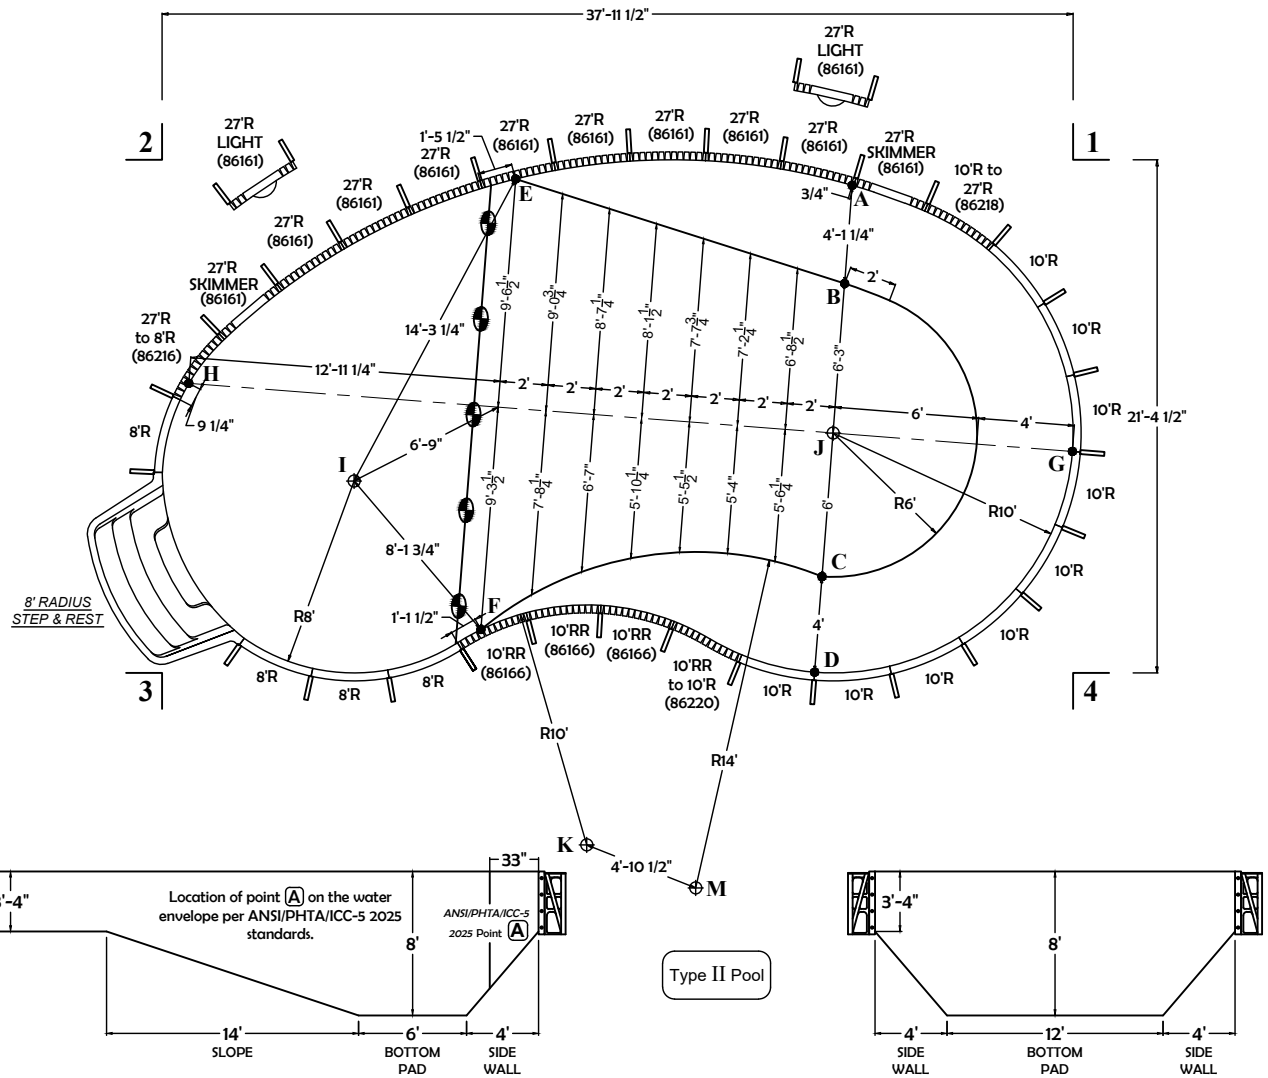 37'-11 1/2"
27'R
LIGHT
(86161)
27'R
LIGHT
(86161)
2
1
1'-5 1/2"
27'R
(86161)
27'R
(86161)
27'R
(86161)
27'R
(86161)
27'R
(86161)
27'R
(86161)
27'R
SKIMMER
(86161)
10'R to
27'R
(86218)
27'R
(86161)
27'R
(86161)
27'R
SKIMMER
(86161)
27'R
to 8'R
(86216)
E
A
3/4"
4'-1 1/4"
B
2'
10'R
10'R
10'R
21'-4 1/2"
9'-6 1/2"
9'-0 3/4"
8'-7 1/4"
8'-1 1/2"
7'-7 3/4"
7'-2 1/4"
6'-8 1/2"
6'-3"
14'-3 1/4"
12'-11 1/4"
2'
2'
2'
2'
2'
2'
2'
6'
4'
H
9 1/4"
6'-9"
8'R
I
J
G
9'-3 1/2"
7'-8 1/4"
6'-7"
5'-10 1/4"
5'-5 1/2"
5'-4"
5'-6 1/4"
6'
R6'
R10'
10'R
10'R
10'R
10'R
10'R
10'R
10'R
8'-1 3/4"
R8'
8' RADIUS
STEP & REST
1'-1 1/2"
F
C
4'
D
10'RR
(86166)
10'RR
(86166)
10'RR
(86166)
10'RR
to 10'R
(86220)
8'R
8'R
8'R
3
4
R10'
R14'
K
4'-10 1/2"
M
33"
'-4"
Location of point A on the water
envelope per ANSI/PHTA/ICC-5 2025
standards.
8'
ANSI/PHTA/ICC-5
2025 Point A
14'
SLOPE
6'
BOTTOM
PAD
4'
SIDE
WALL
Type II Pool
3'-4"
8'
4'
SIDE
WALL
12'
BOTTOM
PAD
4'
SIDE
WALL